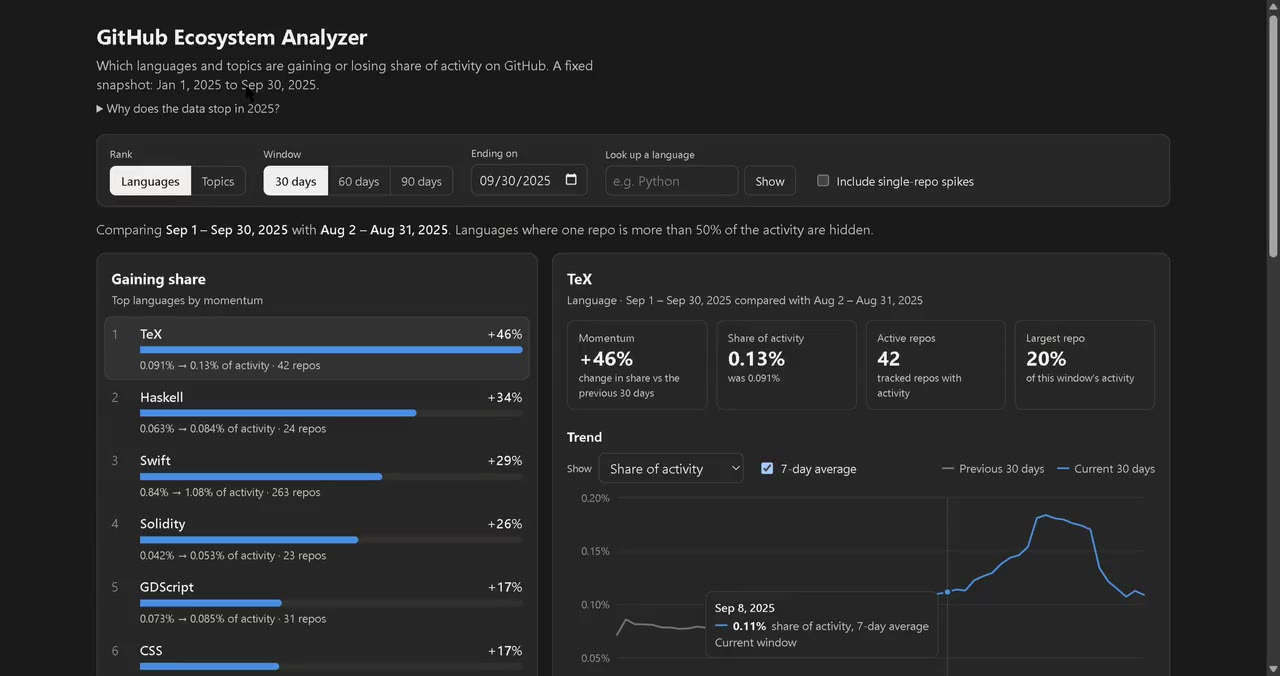 GitHub Ecosystem Analyzer
Which languages and topics are gaining or losing share of activity on GitHub. A fixed
snapshot: Jan 1, 2025 to Sep 30, 2025.
Why does the data stop in 2025?
Rank
Window
Ending on
Look up a language
Languages
Topics
30 days
60 days
90 days
09/30/2025
e.g. Python
Show
Include single-repo spikes
Comparing Sep 1 – Sep 30, 2025 with Aug 2 – Aug 31, 2025. Languages where one repo is more than 50% of the activity are hidden.
Gaining share
Top languages by momentum
1 TeX +46%
0.091% → 0.13% of activity · 42 repos
2 Haskell +34%
0.063% → 0.084% of activity · 24 repos
3 Swift +29%
0.84% → 1.08% of activity · 263 repos
4 Solidity +26%
0.042% → 0.053% of activity · 23 repos
5 GDScript +17%
0.073% → 0.085% of activity · 31 repos
6 CSS +17%
TeX
Language · Sep 1 – Sep 30, 2025 compared with Aug 2 – Aug 31, 2025
Momentum
+46%
change in share vs the
previous 30 days
Share of activity
0.13%
was 0.091%
Active repos
42
tracked repos with
activity
Largest repo
20%
of this window's activity
Trend
Show
Share of activity
7-day average
Previous 30 days
Current 30 days
0.20%
0.15%
0.10%
0.05%
Sep 8, 2025
0.11% share of activity, 7-day average
Current window